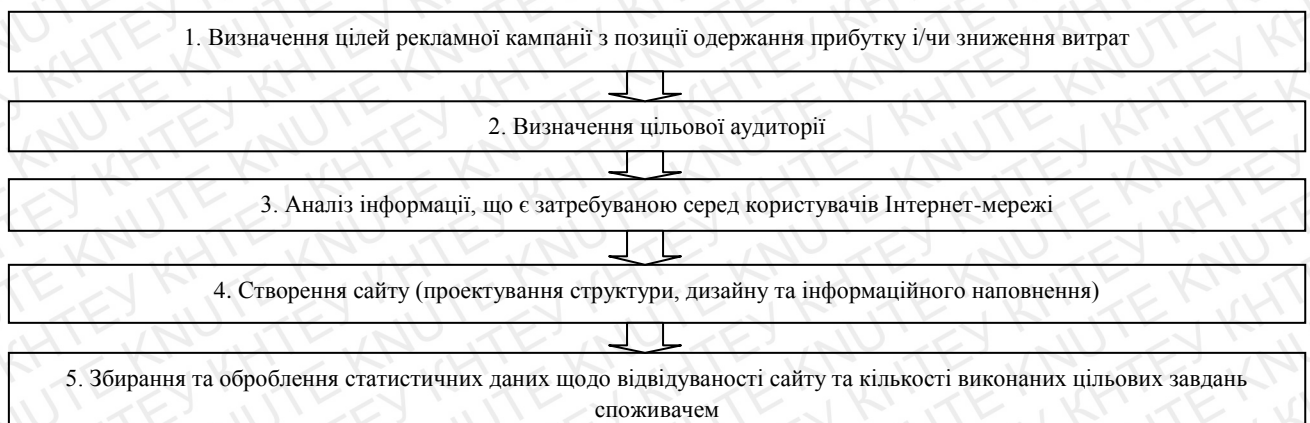 1. Визначення цілей рекламної кампанії з позиції одержання прибутку і/чи зниження витрат
2. Визначення цільової аудиторії
3. Аналіз інформації, що є затребуваною серед користувачів Інтернет-мережі
4. Створення сайту (проектування структури, дизайну та інформаційного наповнення)
5. Збирання та оброблення статистичних даних щодо відвідуваності сайту та кількості виконаних цільових завдань
споживачем